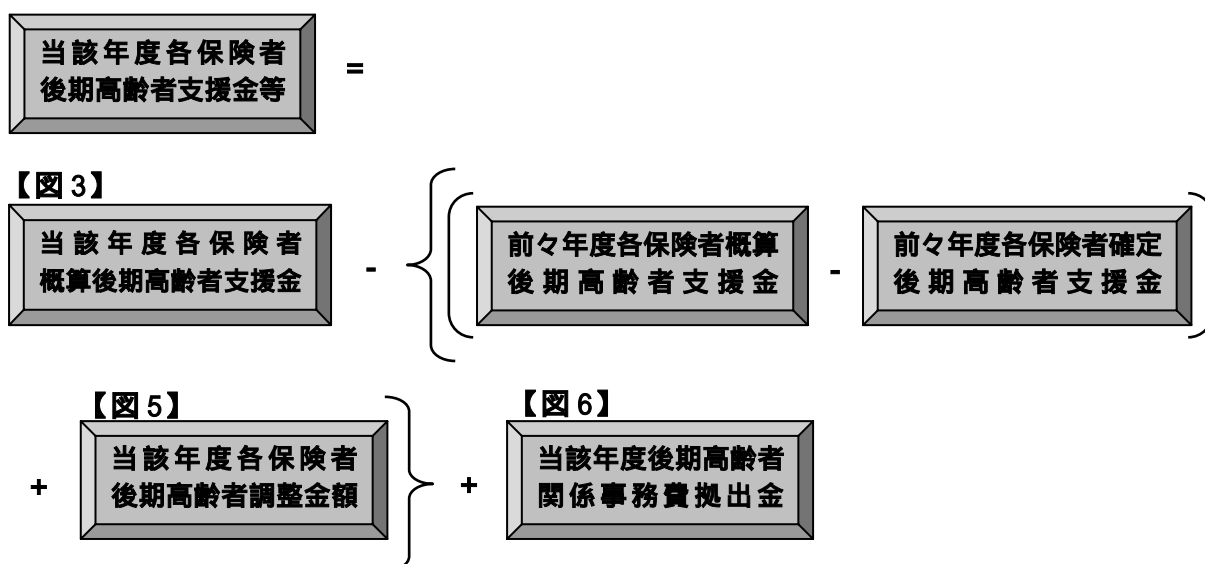 当該年度各保険者
後期高齢者支援金等
=
【図3】
当該年度各保険者
概算後期高齢者支援金
-
前々年度各保険者概算
後期高齢者支援金
-
前々年度各保険者確定
後期高齢者支援金
【図5】
+
当該年度各保険者
後期高齢者調整金額
+
【図6】
当該年度後期高齢者
関係事務費拠出金